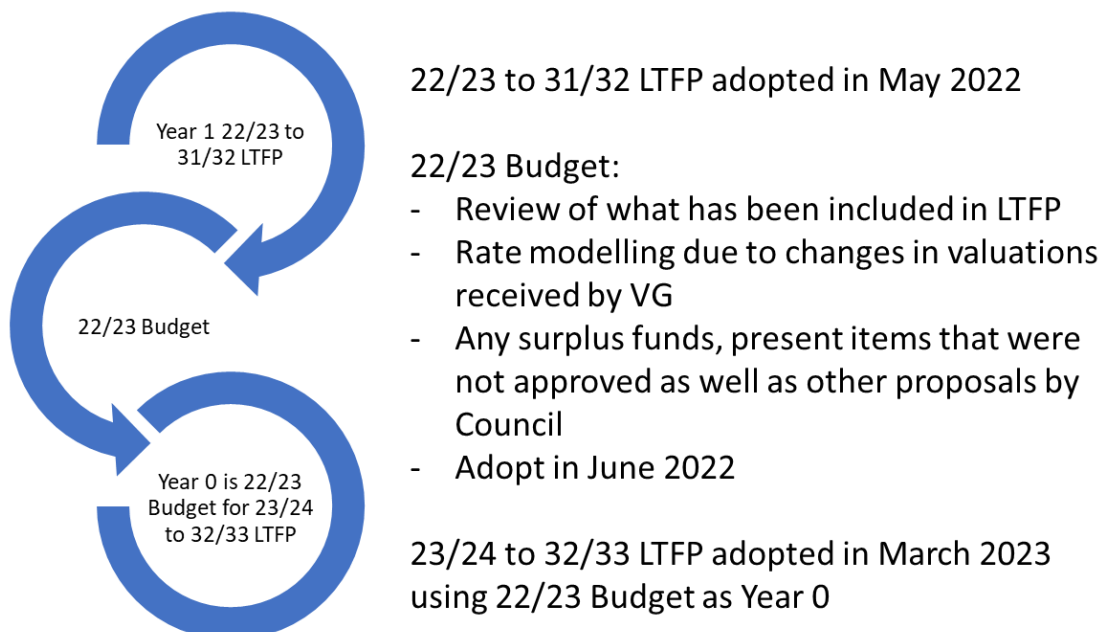 Year 1 22/23 to
31/32 LTFP
22/23 Budget
Year 0 is 22/23
Budget for 23/24
to 32/33 LTFP
22/23 to 31/32 LTFP adopted in May 2022
22/23 Budget:
- Review of what has been included in LTFP
- Rate modelling due to changes in valuations
received by VG
- Any surplus funds, present items that were
not approved as well as other proposals by
Council
- Adopt in June 2022
23/24 to 32/33 LTFP adopted in March 2023
using 22/23 Budget as Year 0